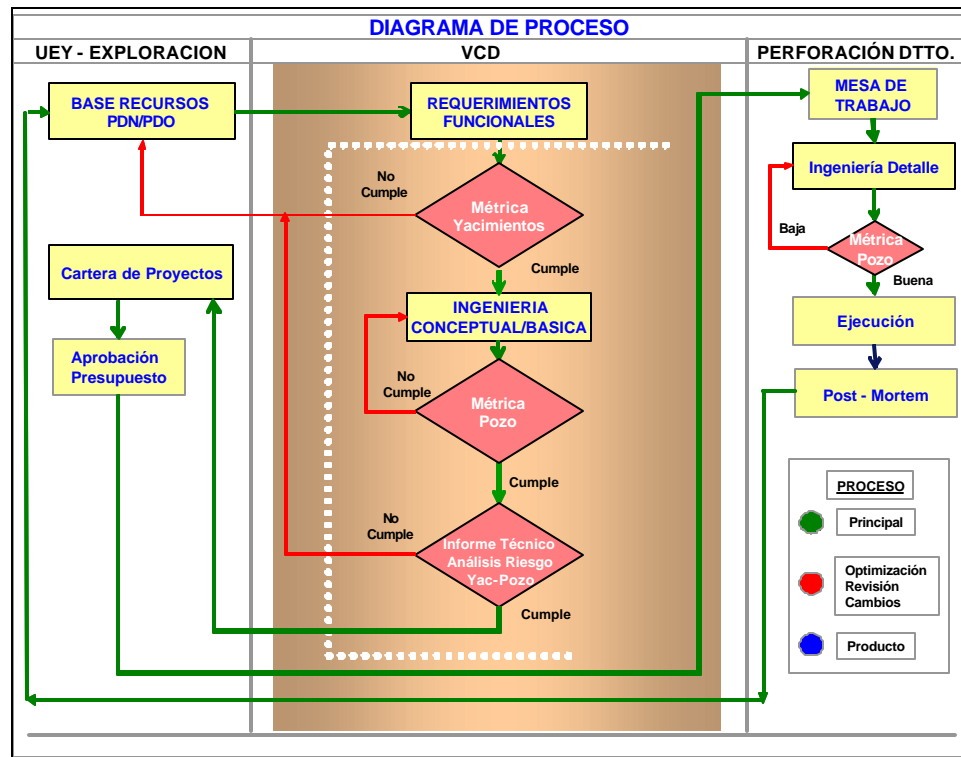 DIAGRAMA DE PROCESO
UEY - EXPLORACION
VCD
PERFORACIÓN DTTO.
BASE RECURSOS
PDN/PDO
REQUERIMIENTOS
FUNCIONALES
MESA DE
TRABAJO
No
Cumple
Métrica
Yacimientos
Cumple
Ingeniería Detalle
Baja
Métrica
Pozo
Buena
Cartera de Proyectos
INGENIERIA
CONCEPTUAL/BASICA
Ejecución
Aprobación
Presupuesto
No
Cumple
Métrica
Pozo
Cumple
Post - Mortem
No
Cumple
Informe Técnico
Análisis Riesgo
Yac-Pozo
Cumple
PROCESO
Principal
Optimización
Revisión
Cambios
Producto